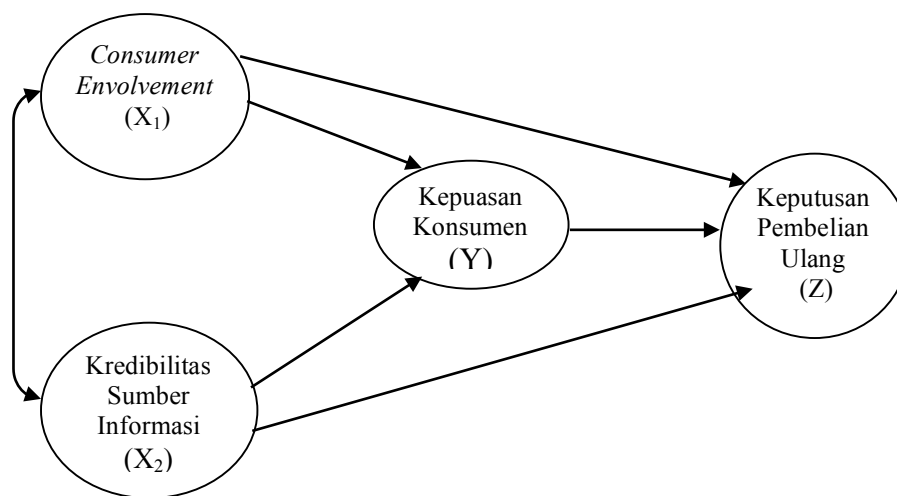 Consumer
Envolvement
(X₁)
Kepuasan
Konsumen
(Y)
Keputusan
Pembelian
Ulang
(Z)
Kredibilitas
Sumber
Informasi
(X₂)